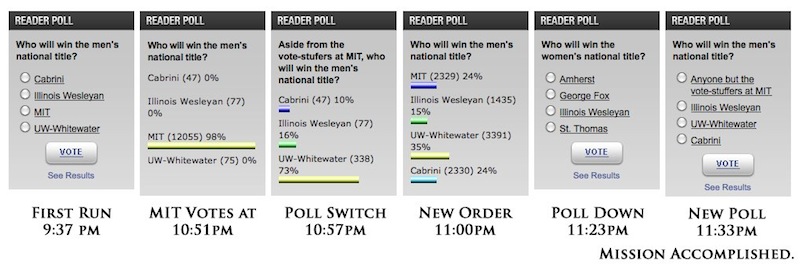 READER POLL
Who will win the men's
national title?
Cabrini
Illinois Wesleyan
MIT
UW-Whitewater
VOTE
See Results
FIRST RUN
9:37 PM
READER POLL
Who will win the men's
national title?
Cabrini (47) 0%
Illinois Wesleyan (77)
0%
MIT (12055) 98%
UW-Whitewater (75) 0%
MIT VOTES AT
10:51PM
READER POLL
Aside from the
vote-stufers at MIT, who
will win the men's
national title?
Cabrini (47) 10%
Illinois Wesleyan (77)
16%
UW-Whitewater (338)
73%
POLL SWITCH
10:57PM
READER POLL
Who will win the men's
national title?
MIT (2329) 24%
Illinois Wesleyan (1435)
15%
UW-Whitewater (3391)
35%
Cabrini (2330) 24%
NEW ORDER
11:00PM
READER POLL
Who will win the
women's national title?
Amherst
George Fox
Illinois Wesleyan
St. Thomas
VOTE
See Results
POLL DOWN
11:23PM
READER POLL
Who will win the men's
national title?
Anyone but the
vote-stuffers at MIT
Illinois Wesleyan
UW-Whitewater
Cabrini
VOTE
See Results
NEW POLL
11:33PM
MISSION ACCOMPLISHED.